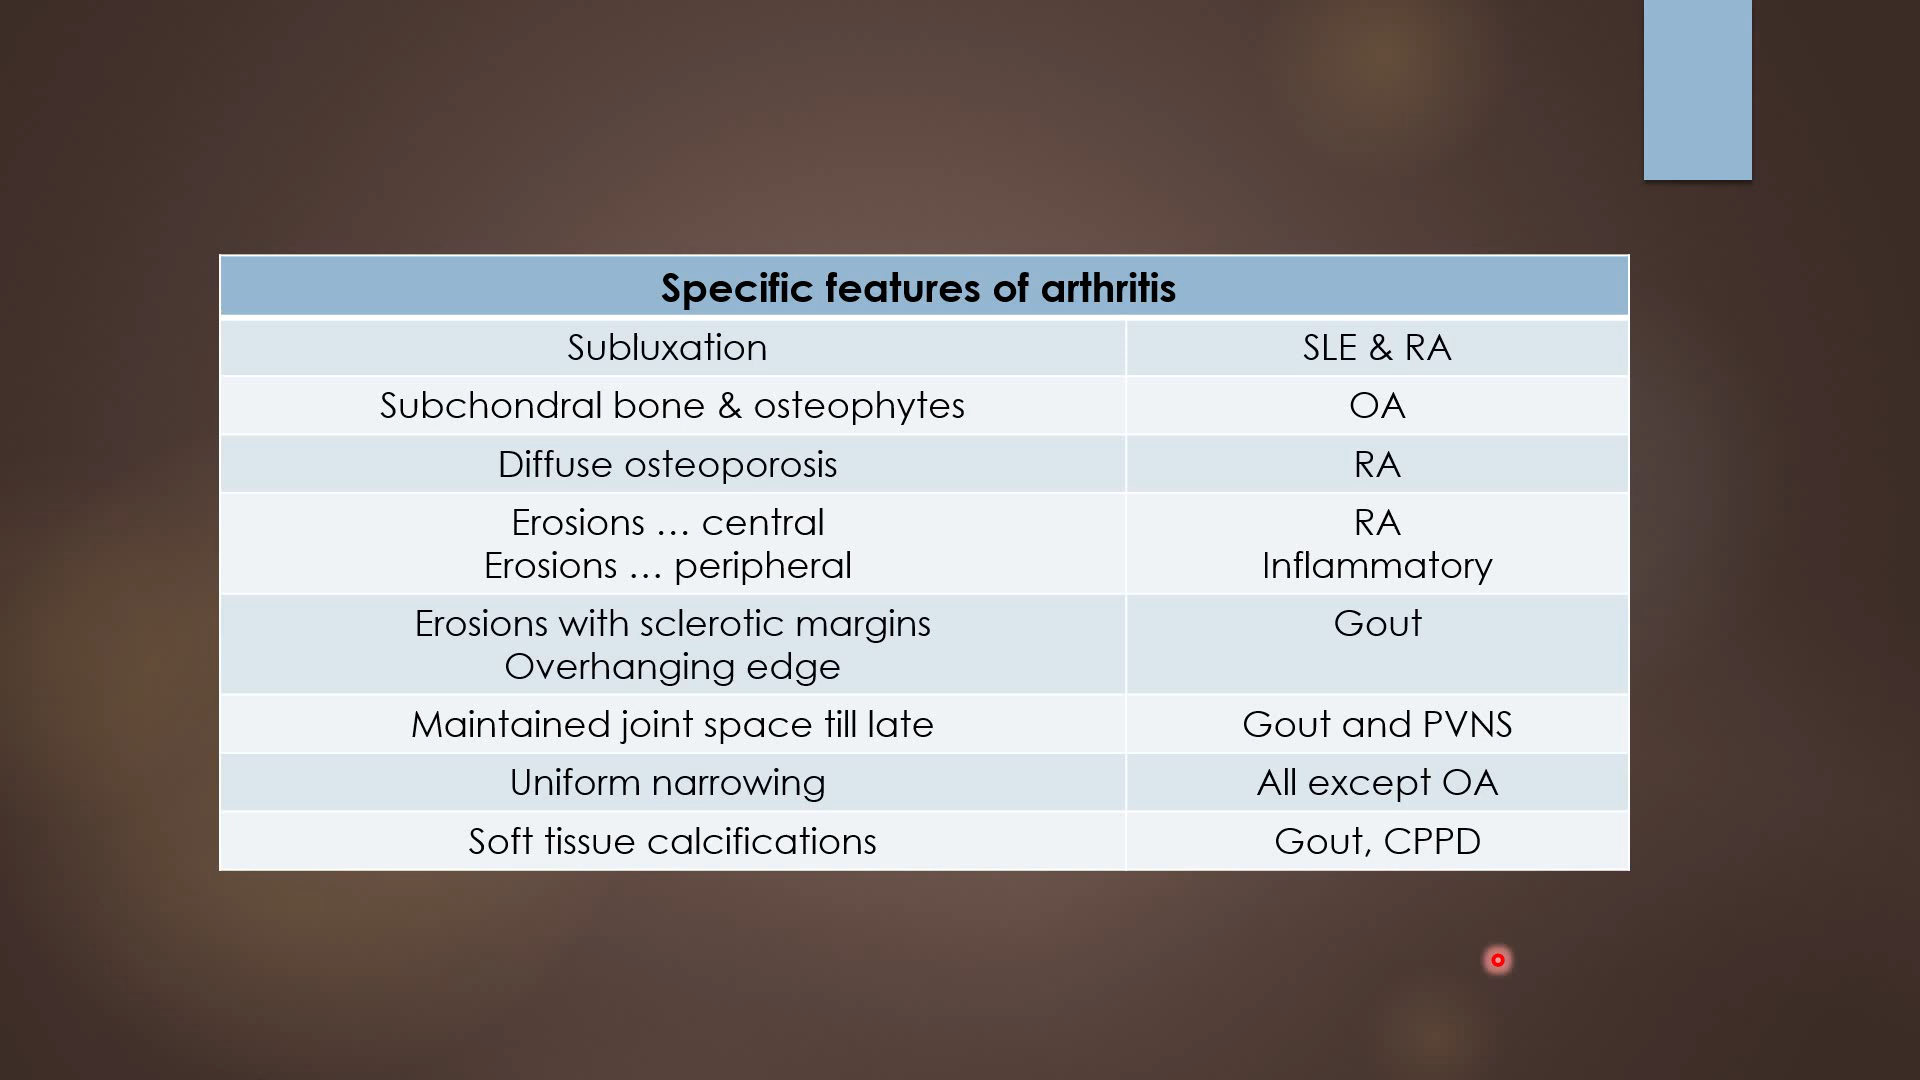 Specific features of arthritis
Subluxation
SLE & RA
Subchondral bone & osteophytes
OA
Diffuse osteoporosis
RA
Erosions … central
Erosions … peripheral
RA
Inflammatory
Erosions with sclerotic margins
Overhanging edge
Gout
Maintained joint space till late
Gout and PVNS
Uniform narrowing
All except OA
Soft tissue calcifications
Gout, CPPD